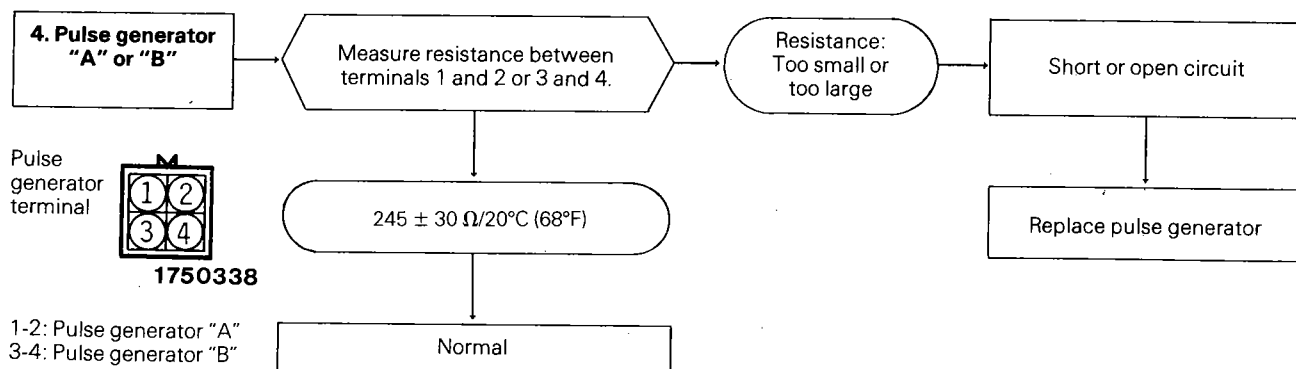 4. Pulse generator
"A" or "B"
Measure resistance between
terminals 1 and 2 or 3 and 4.
Resistance:
Too small or
too large
Short or open circuit
Pulse
generator
terminal
1 2
3 4
1750338
245 ± 30 Ω/20°C (68°F)
Replace pulse generator
1-2: Pulse generator "A"
3-4: Pulse generator "B"
Normal